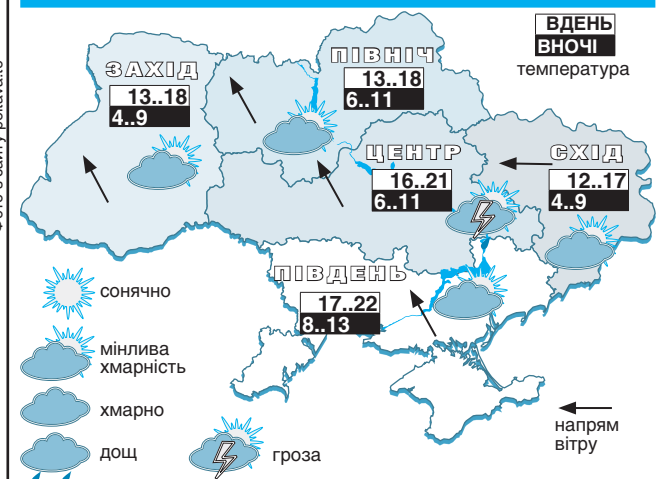 ВДЕНЬ
ВНОЧІ
температура
ПІВНІЧ
13..18
6..11
ЗАХІД
13..18
4..9
ЦЕНТР
16..21
6..11
СХІД
12..17
4..9
ПІВДЕНЬ
17..22
8..13
сонячно
мінлива
хмарність
хмарно
дощ
гроза
напрям
вітру